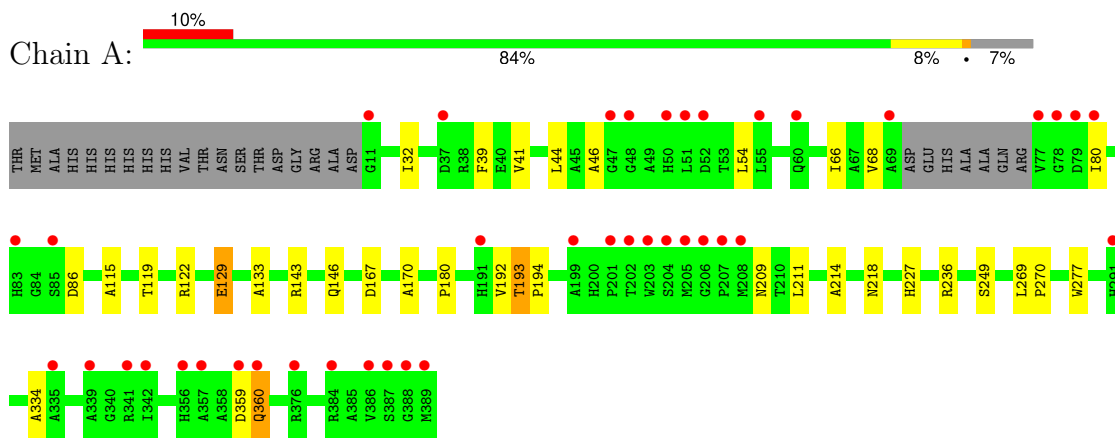 10%
Chain A:
84% 8% • 7%
THR MET ALA HIS HIS HIS HIS HIS HIS VAL THR ASN SER THR ASP GLY ARG ALA ASP G11 I32 D37 R38 F39 E40 V41 L44 A45 A46 G47 G48 A49 H50 L51 D52 T53 L54 L55 Q60 I66 A67 V68 A69 ASP GLU HIS ALA ALA GLN ARG V77 G78 D79 I80
H83 G84 S85 D86 A115 T119 R122 E129 A133 R143 Q146 D167 A170 P180 H191 V192 T193 P194 A199 H200 P201 T202 W203 S204 M205 G206 P207 M208 N209 T210 L211 A214 N218 H227 R236 S249 L269 P270 W277
A334 A335 A339 G340 R341 I342 H356 A357 A358 D359 Q360 R376 R384 A385 V386 S387 G388 M389